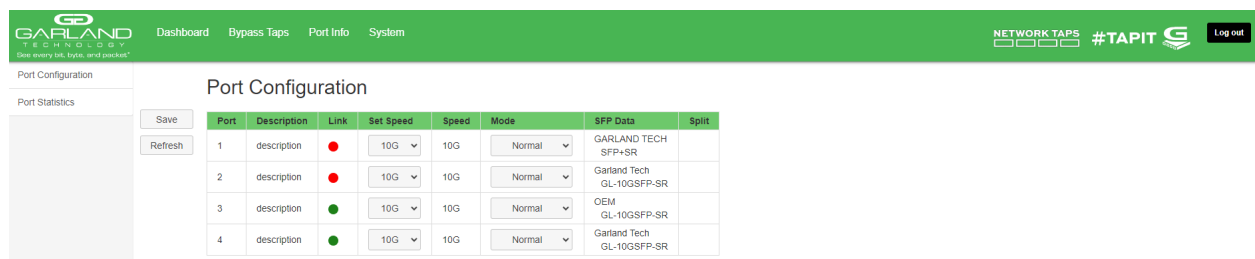 GARLAND
TECHNOLOGY
See every bit, byte, and packet®
Dashboard Bypass Taps Port Info System
NETWORK TAPS
#TAPIT
Log out
Port Configuration
Port Statistics
Port Configuration
Save
Refresh
Port Description Link Set Speed Speed Mode SFP Data Split
1 description 10G 10G Normal GARLAND TECH
SFP+SR
2 description 10G 10G Normal Garland Tech
GL-10GSFP-SR
3 description 10G 10G Normal OEM
GL-10GSFP-SR
4 description 10G 10G Normal Garland Tech
GL-10GSFP-SR